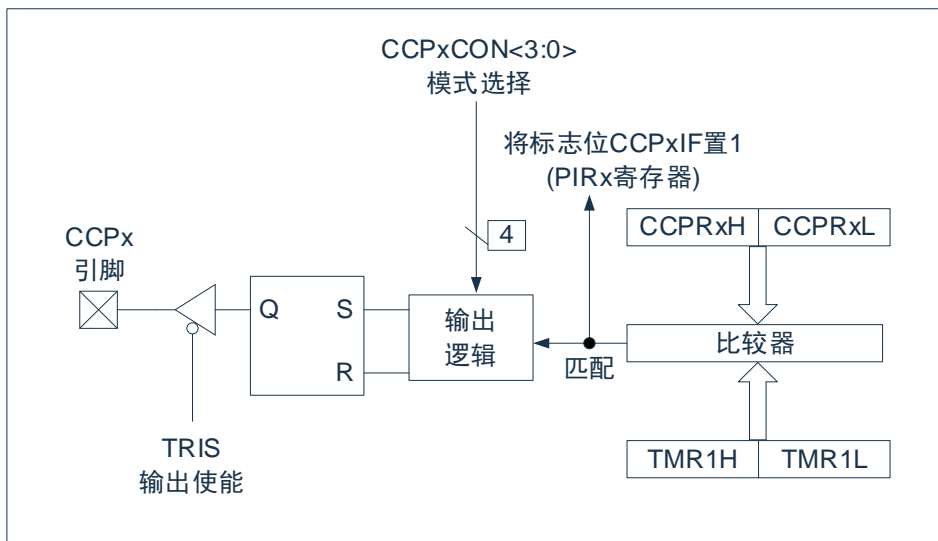 CCPxCON<3:0>
模式选择
将标志位CCPxIF置1
(PIRx寄存器)
4
CCPRxH CCPRxL
CCPx
引脚
Q S
R
输出
逻辑
匹配
比较器
TRIS
输出使能
TMR1H TMR1L